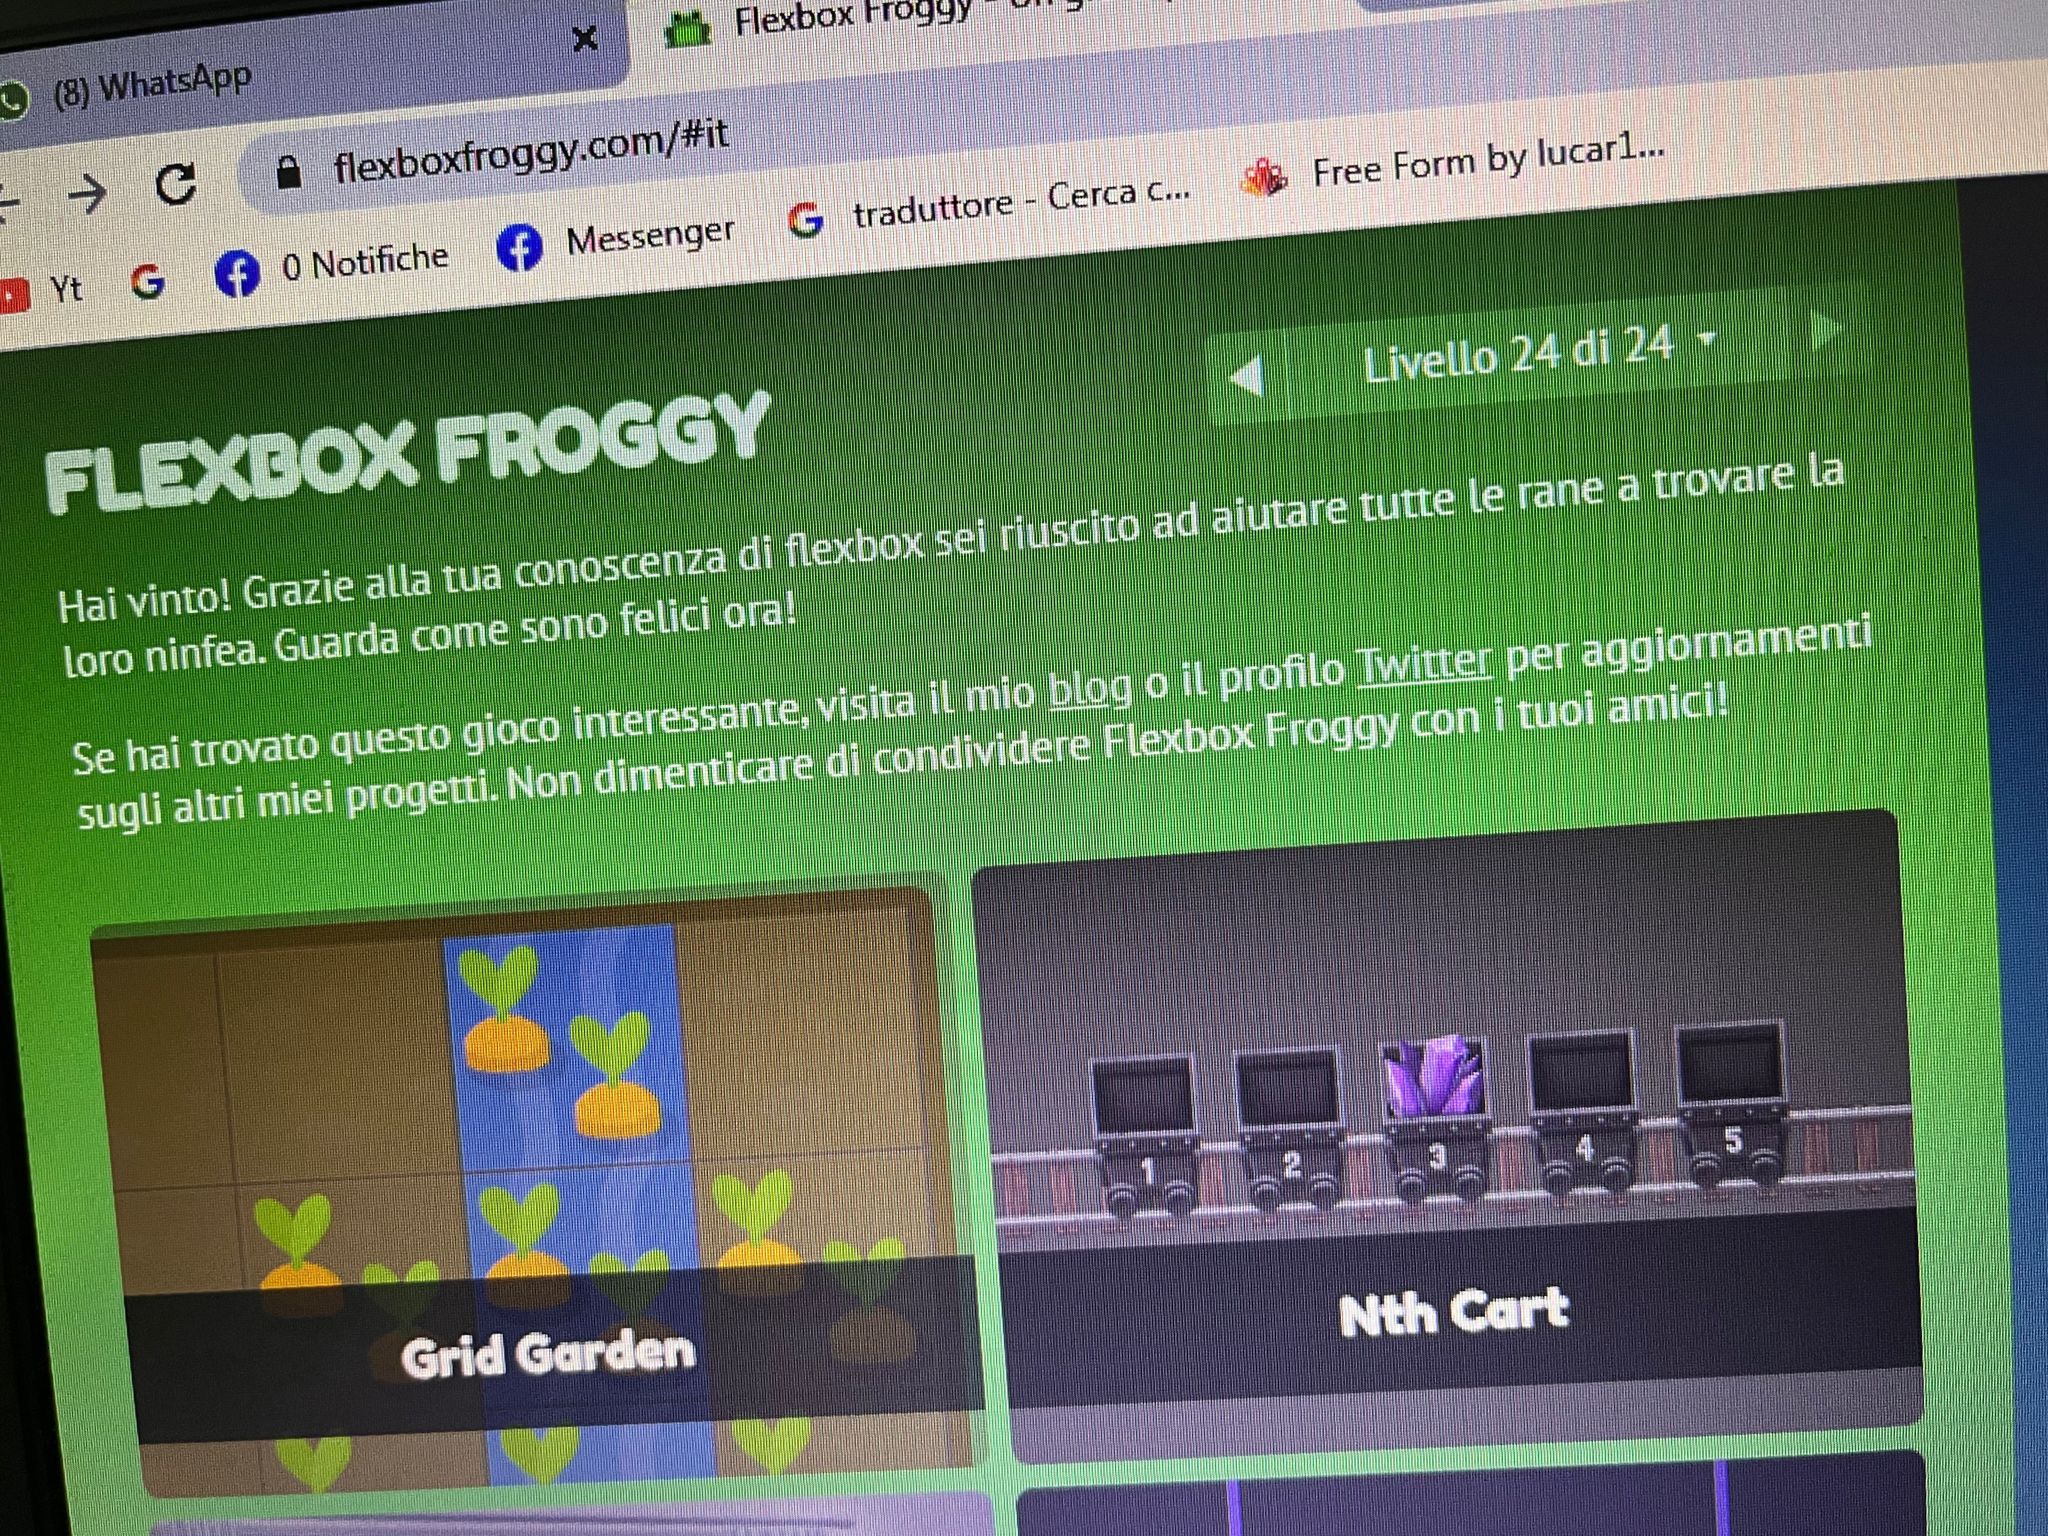 (8) WhatsApp
Flexbox Froggy -
flexboxfroggy.com/#it
Yt
0 Notifiche
Messenger
traduttore - Cerca c...
Free Form by lucar1...
FLEXBOX FROGGY
Livello 24 di 24
Hai vinto! Grazie alla tua conoscenza di flexbox sei riuscito ad aiutare tutte le rane a trovare la
loro ninfea. Guarda come sono felici ora!
Se hai trovato questo gioco interessante, visita il mio blog o il profilo Twitter per aggiornamenti
sugli altri miei progetti. Non dimenticare di condividere Flexbox Froggy con i tuoi amici!
1 2 3 4 5
Grid Garden
Nth Cart